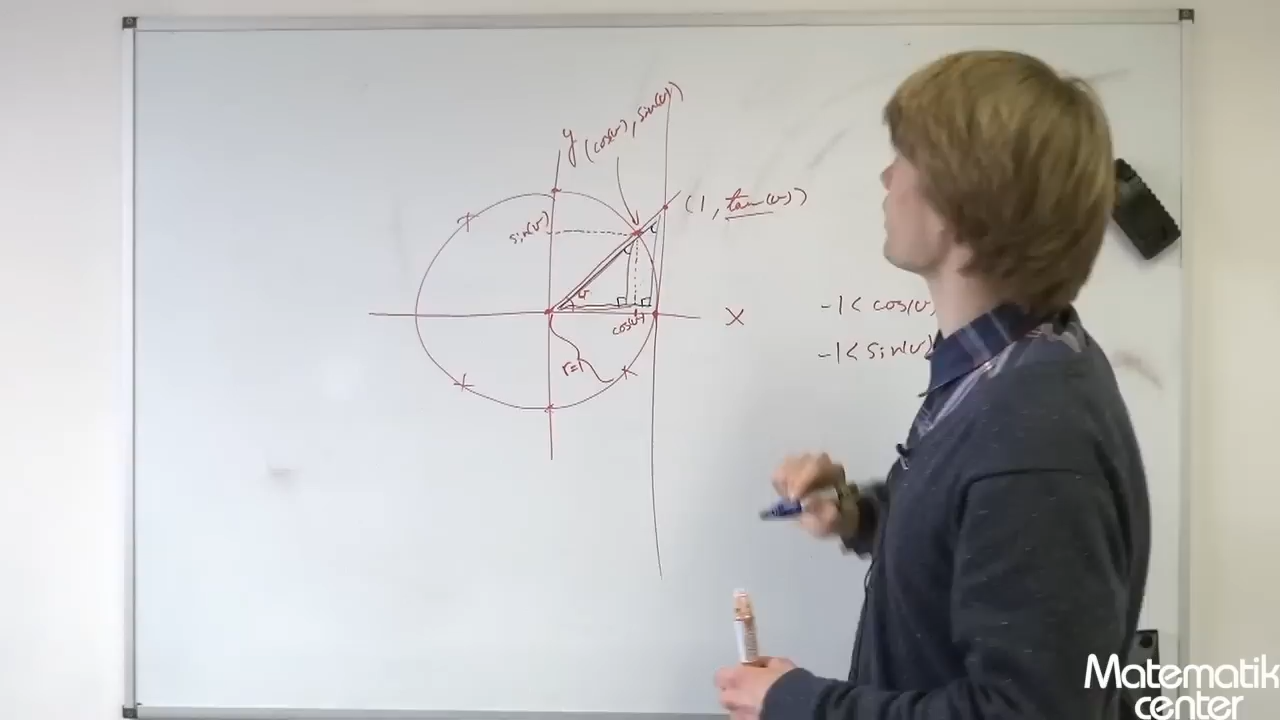 y
(cos(v), sin(v))
(1, tan(v))
sin(v)
v
cos(v)
r=1
x
-1< cos(v)
-1< sin(v)
Matematik
center